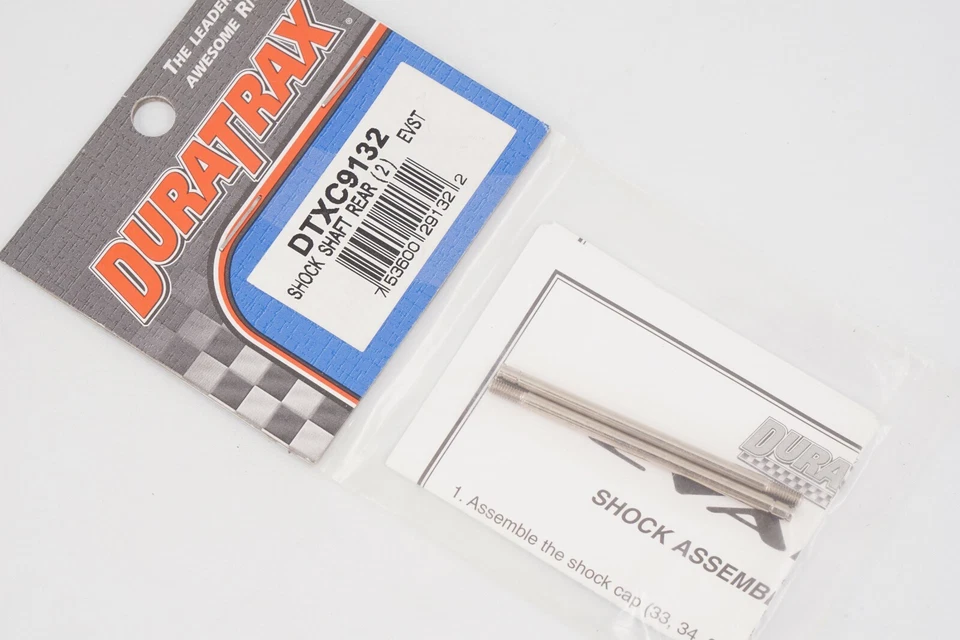 THE LEADER
AWESOME
DURATRAX®
DTXC9132
SHOCK SHAFT REAR (2) EVST
7 53600 29132 2
DURA
SHOCK ASSEMB
1. Assemble the shock cap (33, 34,